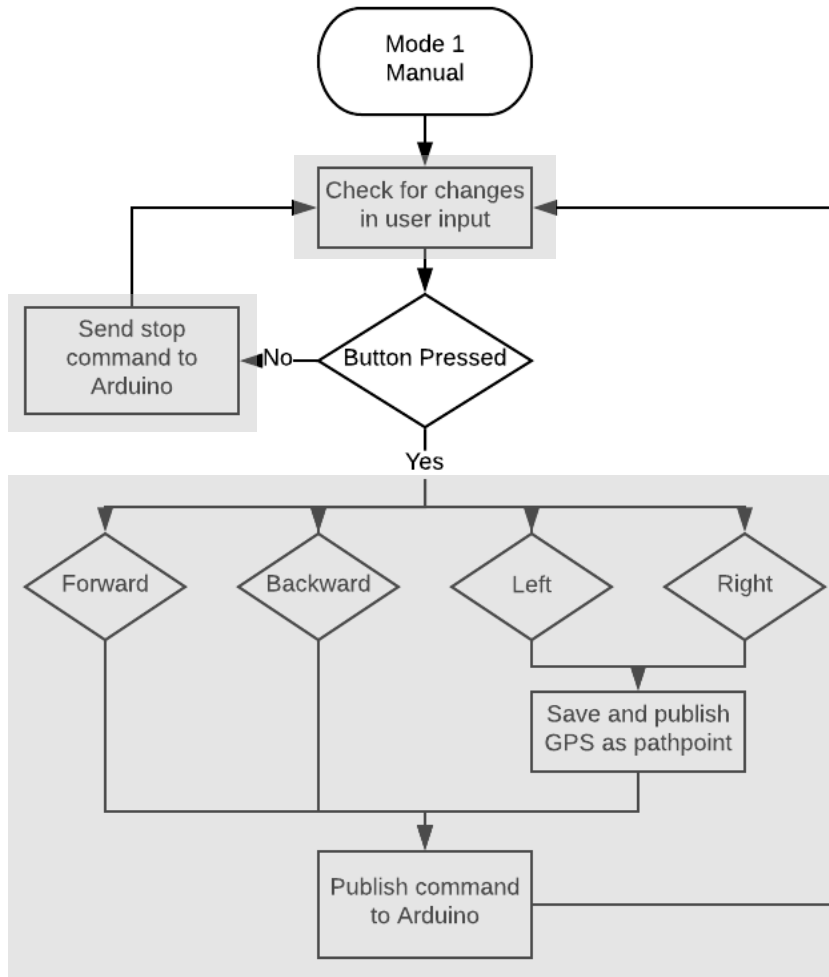 Mode 1
Manual
Check for changes
in user input
Send stop
command to
Arduino
No
Button Pressed
Yes
Forward
Backward
Left
Right
Save and publish
GPS as pathpoint
Publish command
to Arduino